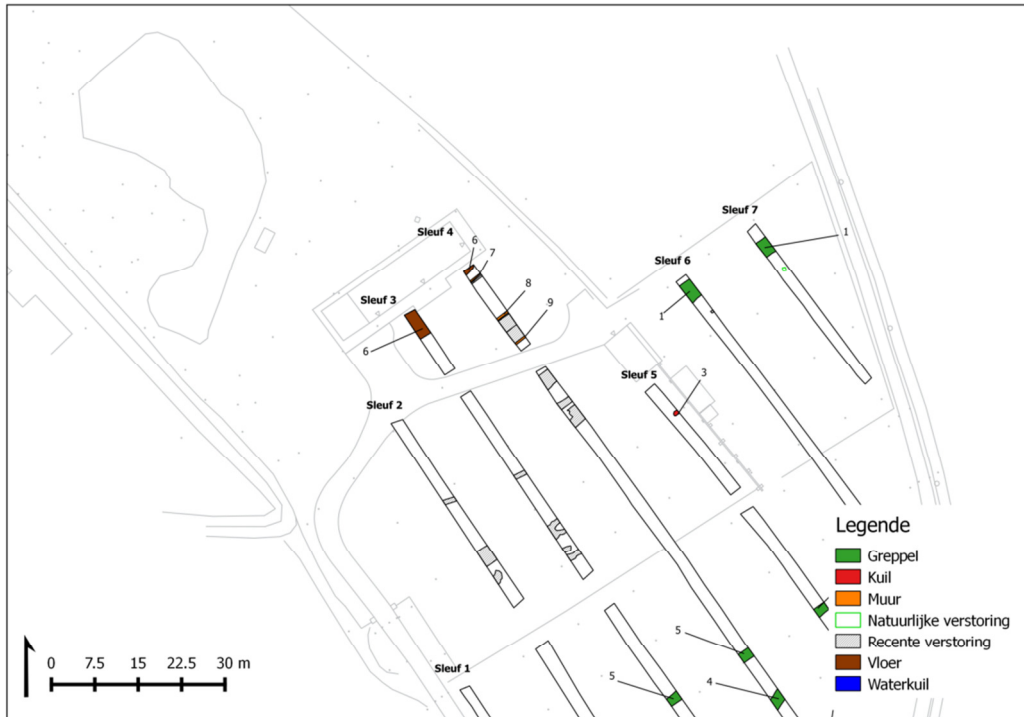 Sleuf 7
1
Sleuf 4
6
7
Sleuf 6
8
Sleuf 3
9
1
6
Sleuf 5
3
Sleuf 2
Legende
Greppel
Kuil
Muur
Natuurlijke verstoring
5
Recente verstoring
0 7.5 15 22.5 30 m
Sleuf 1
Vloer
5
4
Waterkuil